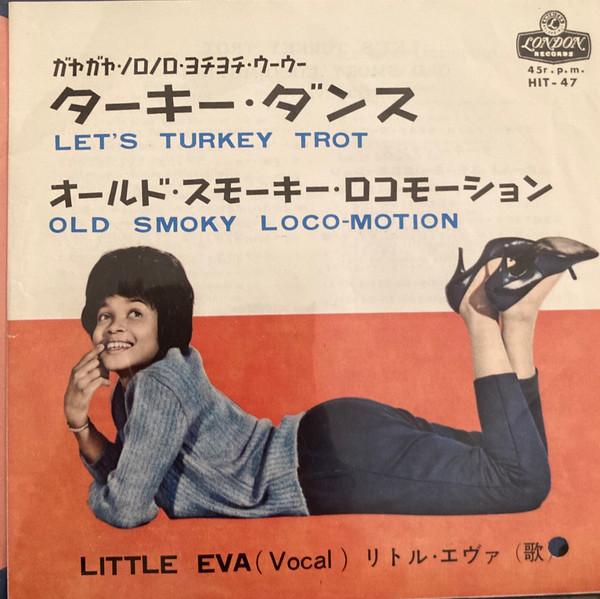 AMERICAN
LONDON
RECORDS
45r.p.m.
HIT-47
ガヤガヤ・ノロノロ・ヨチヨチ・ウーウー
ターキー・ダンス
LET'S TURKEY TROT
オールド・スモーキー・ロコモーション
OLD SMOKY LOCO-MOTION
LITTLE EVA (Vocal) リトル・エヴァ (歌)